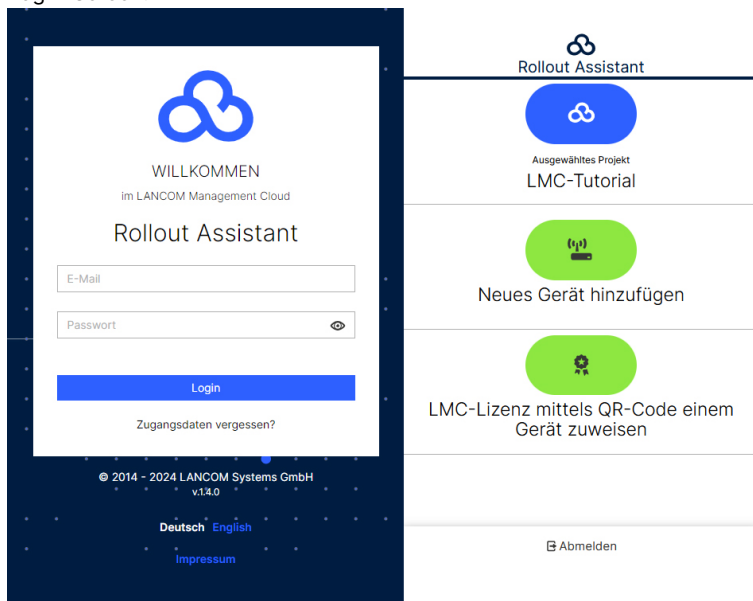 WILLKOMMEN
im LANCOM Management Cloud
Rollout Assistant
E-Mail
Passwort
Login
Zugangsdaten vergessen?
© 2014 - 2024 LANCOM Systems GmbH
v.1.4.0
Deutsch English
Impressum
Rollout Assistant
Ausgewähltes Projekt
LMC-Tutorial
Neues Gerät hinzufügen
LMC-Lizenz mittels QR-Code einem
Gerät zuweisen
Abmelden